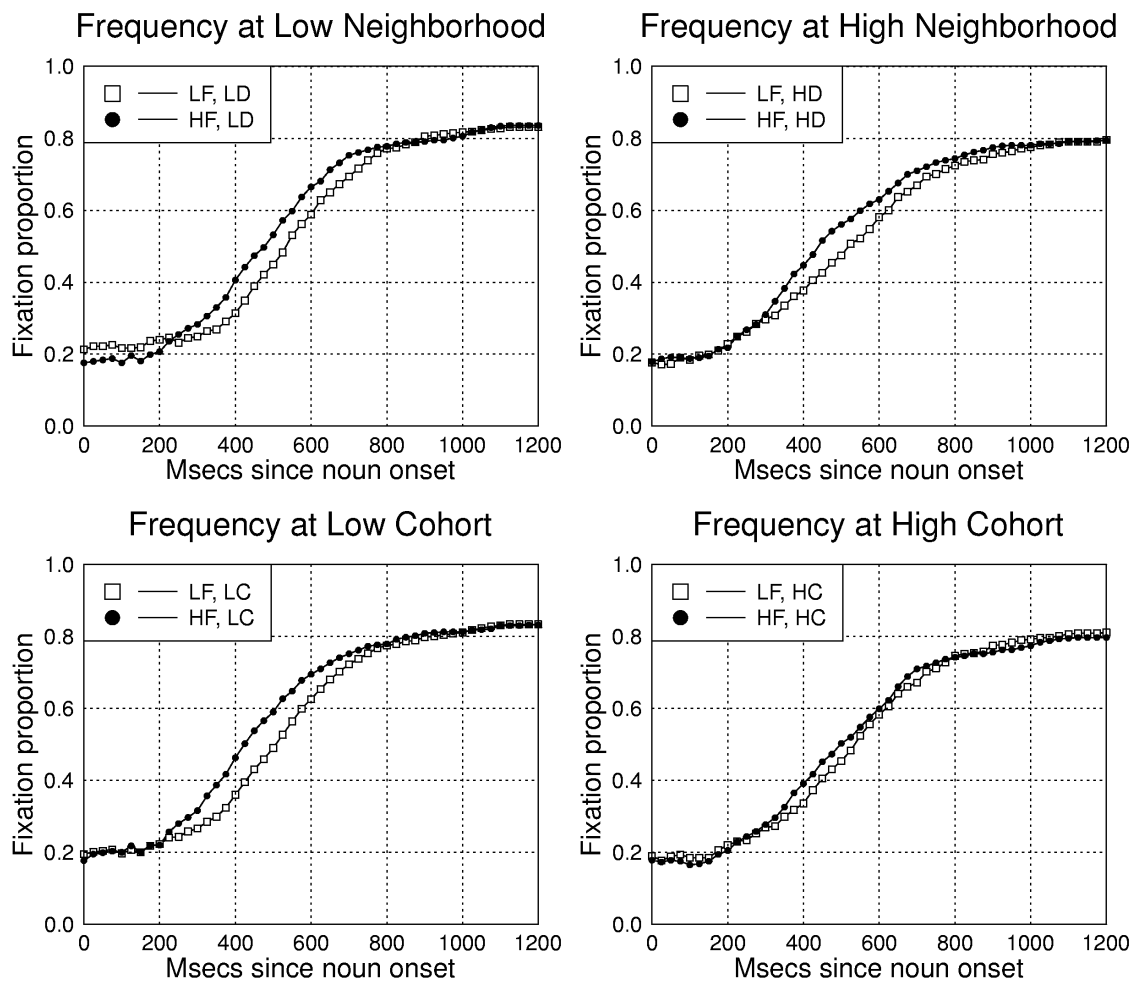 Frequency at Low Neighborhood
1.0
0.8
0.6
0.4
0.2
0.0
Fixation proportion
LF, LD
HF, LD
0 200 400 600 800 1000 1200
Msecs since noun onset
Frequency at High Neighborhood
1.0
0.8
0.6
0.4
0.2
0.0
Fixation proportion
LF, HD
HF, HD
0 200 400 600 800 1000 1200
Msecs since noun onset
Frequency at Low Cohort
1.0
0.8
0.6
0.4
0.2
0.0
Fixation proportion
LF, LC
HF, LC
0 200 400 600 800 1000 1200
Msecs since noun onset
Frequency at High Cohort
1.0
0.8
0.6
0.4
0.2
0.0
Fixation proportion
LF, HC
HF, HC
0 200 400 600 800 1000 1200
Msecs since noun onset